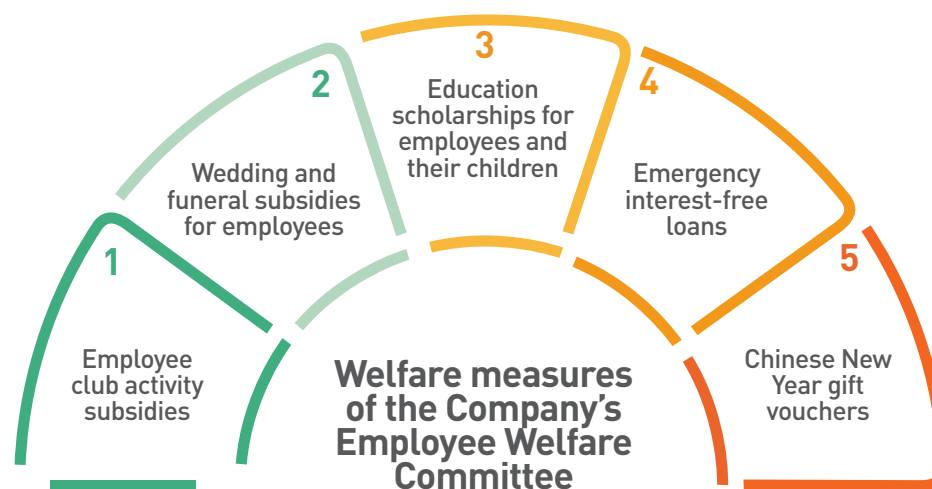 1
Employee
club activity
subsidies
2
Wedding and
funeral subsidies
for employees
3
Education
scholarships for
employees and
their children
4
Emergency
interest-free
loans
5
Chinese New
Year gift
vouchers
Welfare measures
of the Company's
Employee Welfare
Committee